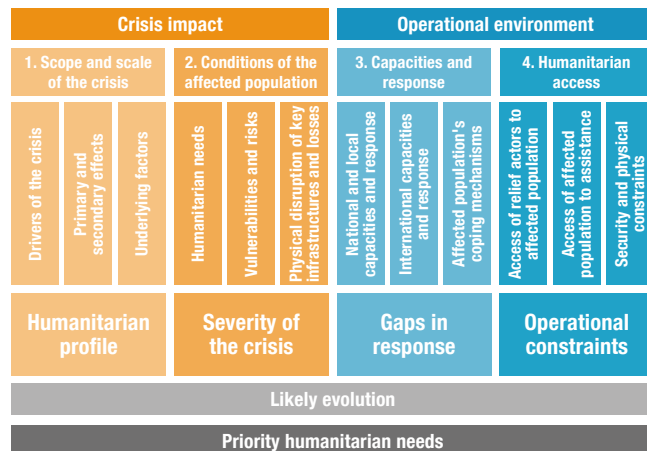 Crisis impact
Operational environment
1. Scope and scale
of the crisis
2. Conditions of the
affected population
3. Capacities and
response
4. Humanitarian
access
Drivers of the crisis
Primary and
secondary effects
Underlying factors
Humanitarian needs
Vulnerabilities and risks
Physical disruption of key
infrastructures and losses
National and local
capacities and response
International capacities
and response
Affected population's
coping mechanisms
Access of relief actors to
affected population
Access of affected
population to assistance
Security and physical
constraints
Humanitarian
profile
Severity of
the crisis
Gaps in
response
Operational
constraints
Likely evolution
Priority humanitarian needs